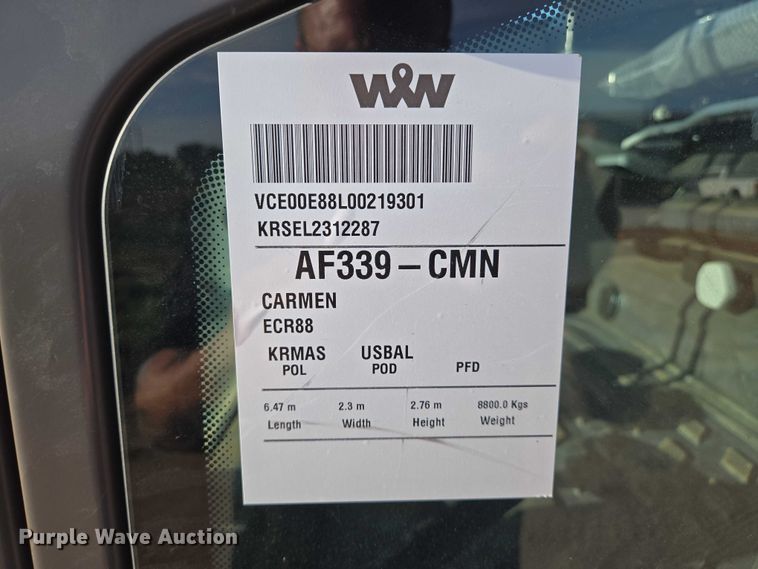 W&W
VCE00E88L00219301
KRSEL2312287
AF339 – CMN
CARMEN
ECR88
KRMAS USBAL
POL POD PFD
6.47 m 2.3 m 2.76 m 8800.0 Kgs
Length Width Height Weight
Purple Wave Auction